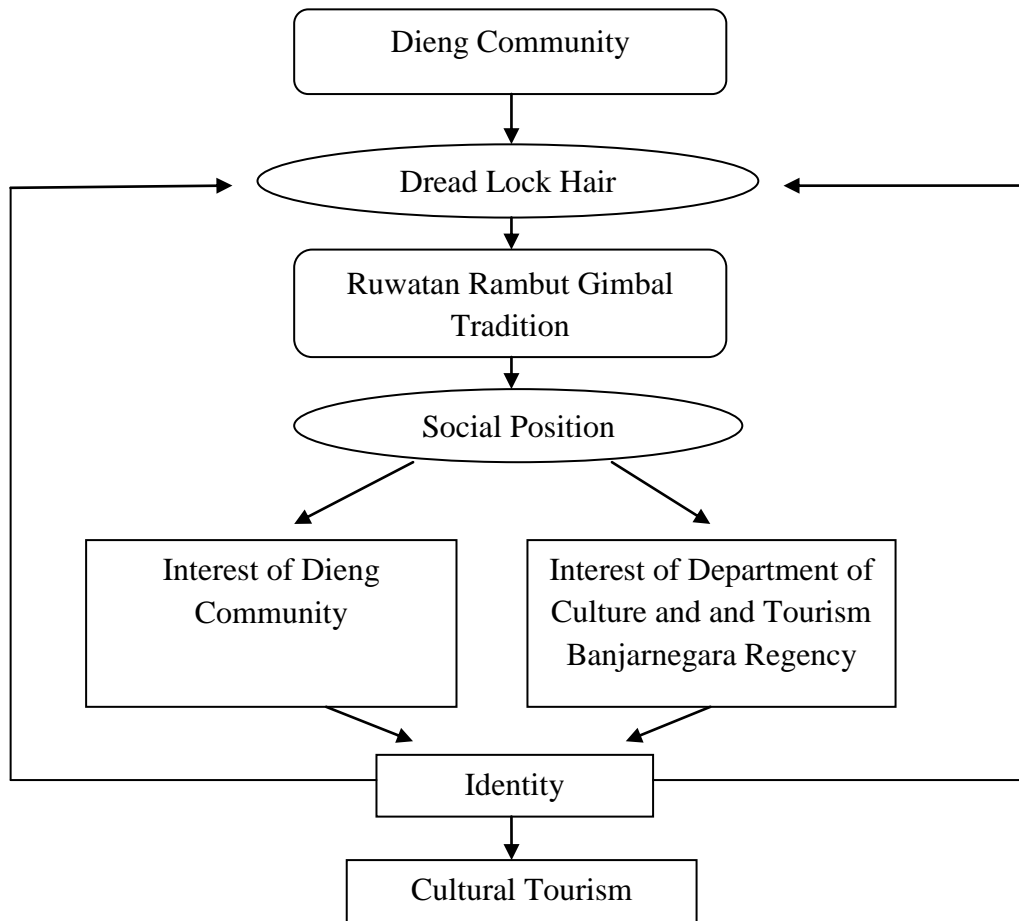 Dieng Community
Dread Lock Hair
Ruwatan Rambut Gimbal
Tradition
Social Position
Interest of Dieng
Community
Interest of Department of
Culture and and Tourism
Banjarnegara Regency
Identity
Cultural Tourism